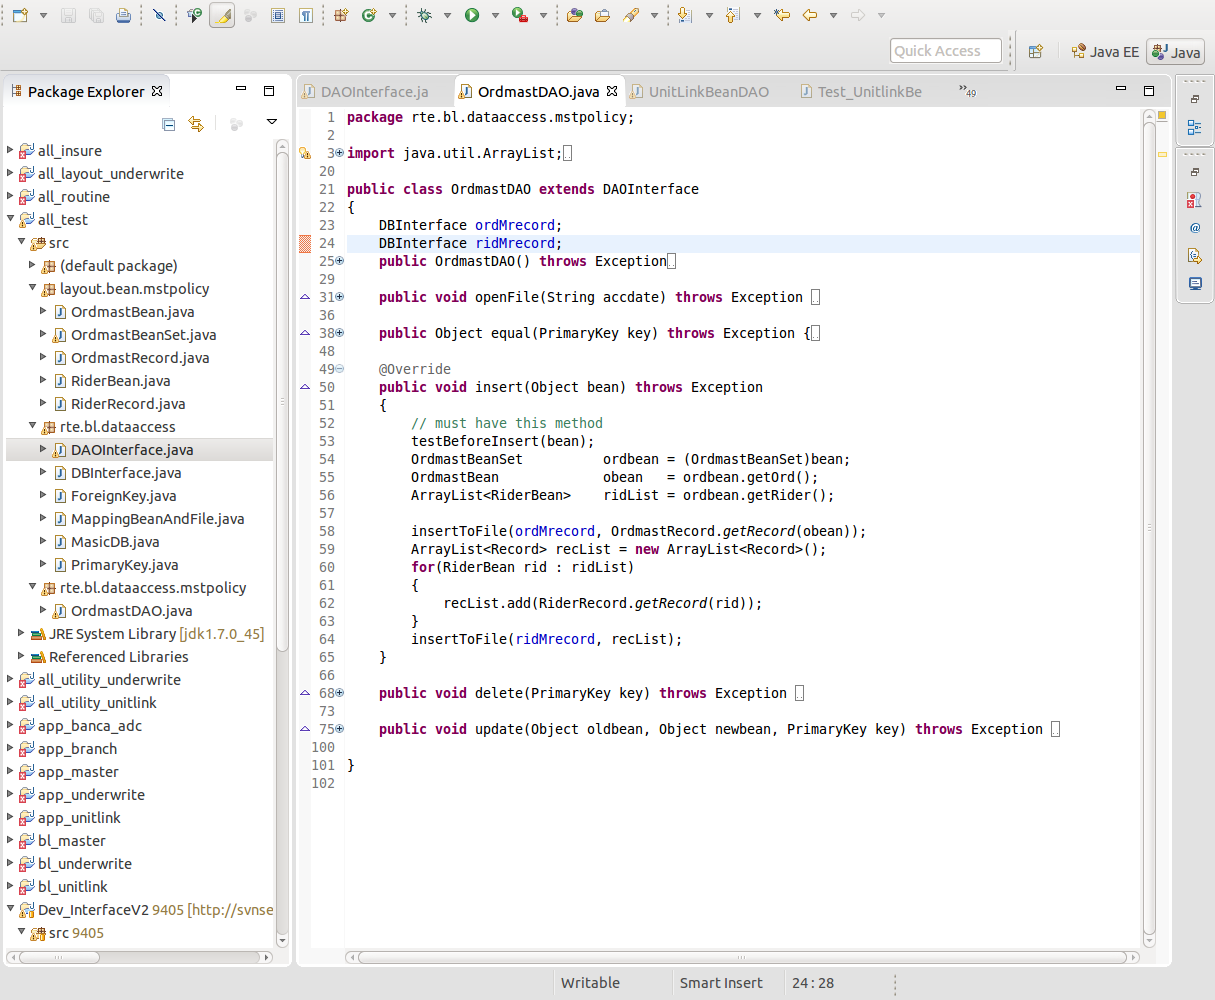 Quick Access
Java EE
Java
Package Explorer
all_insure
all_layout_underwrite
all_routine
all_test
src
(default package)
layout.bean.mstpolicy
OrdmastBean.java
OrdmastBeanSet.java
OrdmastRecord.java
RiderBean.java
RiderRecord.java
rte.bl.dataaccess
DAOInterface.java
DBInterface.java
ForeignKey.java
MappingBeanAndFile.java
MasicDB.java
PrimaryKey.java
rte.bl.dataaccess.mstpolicy
OrdmastDAO.java
JRE System Library [jdk1.7.0_45]
Referenced Libraries
all_utility_underwrite
all_utility_unitlink
app_banca_adc
app_branch
app_master
app_underwrite
app_unitlink
bl_master
bl_underwrite
bl_unitlink
Dev_InterfaceV2 9405 [http://svnse
src 9405
DAOInterface.ja
OrdmastDAO.java
UnitLinkBeanDAO
Test_UnitlinkBe
»49
1 package rte.bl.dataaccess.mstpolicy;
2
3 import java.util.ArrayList;
20
21 public class OrdmastDAO extends DAOInterface
22 {
23 DBInterface ordMrecord;
24 DBInterface ridMrecord;
25 public OrdmastDAO() throws Exception
29
31 public void openFile(String accdate) throws Exception
36
38 public Object equal(PrimaryKey key) throws Exception {
48
49 @Override
50 public void insert(Object bean) throws Exception
51 {
52 // must have this method
53 testBeforeInsert(bean);
54 OrdmastBeanSet ordbean = (OrdmastBeanSet)bean;
55 OrdmastBean obean = ordbean.getOrd();
56 ArrayList<RiderBean> ridList = ordbean.getRider();
57
58 insertToFile(ordMrecord, OrdmastRecord.getRecord(obean));
59 ArrayList<Record> recList = new ArrayList<Record>();
60 for(RiderBean rid : ridList)
61 {
62 recList.add(RiderRecord.getRecord(rid));
63 }
64 insertToFile(ridMrecord, recList);
65 }
66
68 public void delete(PrimaryKey key) throws Exception
73
75 public void update(Object oldbean, Object newbean, PrimaryKey key) throws Exception
100
101 }
102
Writable
Smart Insert
24 : 28